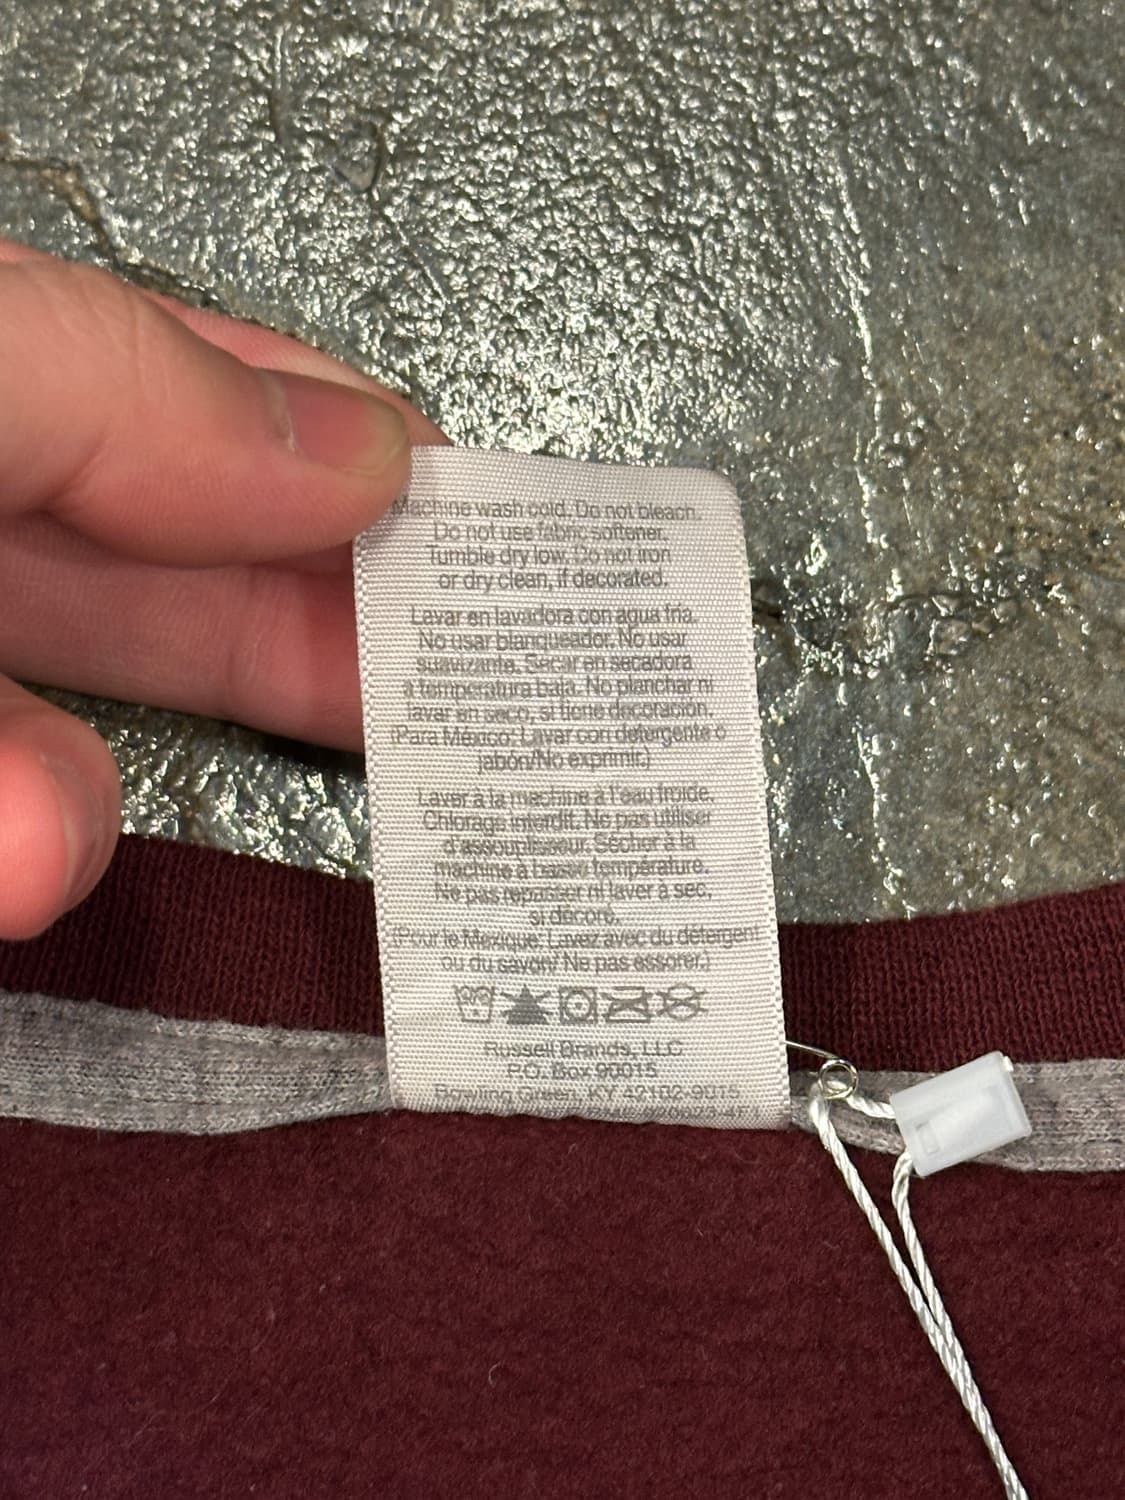 Machine wash cold. Do not bleach.
Do not use fabric softener.
Tumble dry low. Do not iron
or dry clean, if decorated.
Lavar en lavadora con agua fría.
No usar blanqueador. No usar
suavizante. Secar en secadora
a temperatura baja. No planchar ni
lavar en seco, si tiene decoración.
(Para México: Lavar con detergente o
jabón/No exprimir.)
Laver à la machine à l'eau froide.
Chlorage interdit. Ne pas utiliser
d'assouplisseur. Sécher à la
machine à basse température.
Ne pas repasser ni laver à sec,
si décoré.
(Pour le Mexique: Lavez avec du détergent
ou du savon/ Ne pas essorer.)
Russell Brands, LLC
P.O. Box 90015
Bowling Green, KY 42102-9015